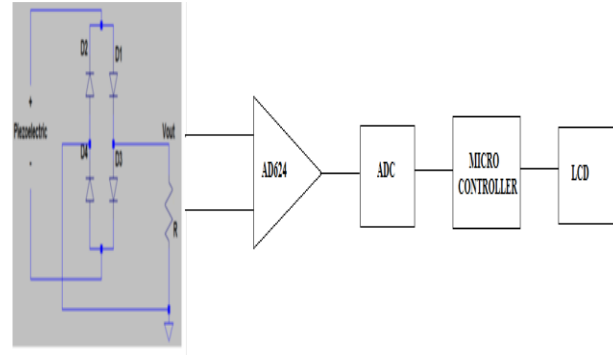 D2
D1
+
Piezoelectric
Vout
-
D4
D3
R
AD624
ADC
MICRO
CONTROLLER
LCD